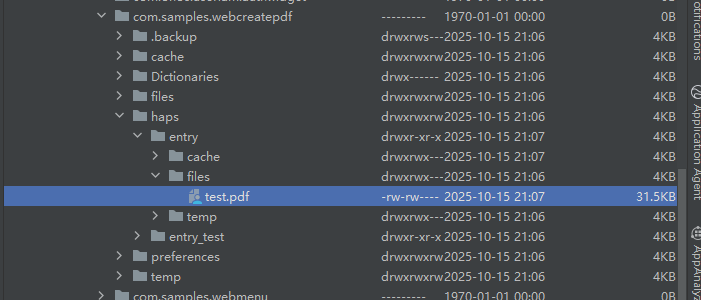 com.samples.webcreatepdf --------- 1970-01-01 00:00 0B
.backup drwxrws--- 2025-10-15 21:06 4KB
cache drwxrwxrw 2025-10-15 21:06 4KB
Dictionaries drwx------ 2025-10-15 21:06 4KB
files drwxrwxrw 2025-10-15 21:06 4KB
haps drwxrwxrw 2025-10-15 21:06 4KB
entry drwxr-xr-x 2025-10-15 21:07 4KB
cache drwxrwx--- 2025-10-15 21:07 4KB
files drwxrwx--- 2025-10-15 21:06 4KB
test.pdf -rw-rw---- 2025-10-15 21:07 31.5KB
temp drwxrwx--- 2025-10-15 21:06 4KB
entry_test drwxr-xr-x 2025-10-15 21:06 4KB
preferences drwxrwxrw 2025-10-15 21:06 4KB
temp drwxrwxrw 2025-10-15 21:06 4KB
com.samples.webmenu --------- 1970-01-01 00:00 0B
Application Agent